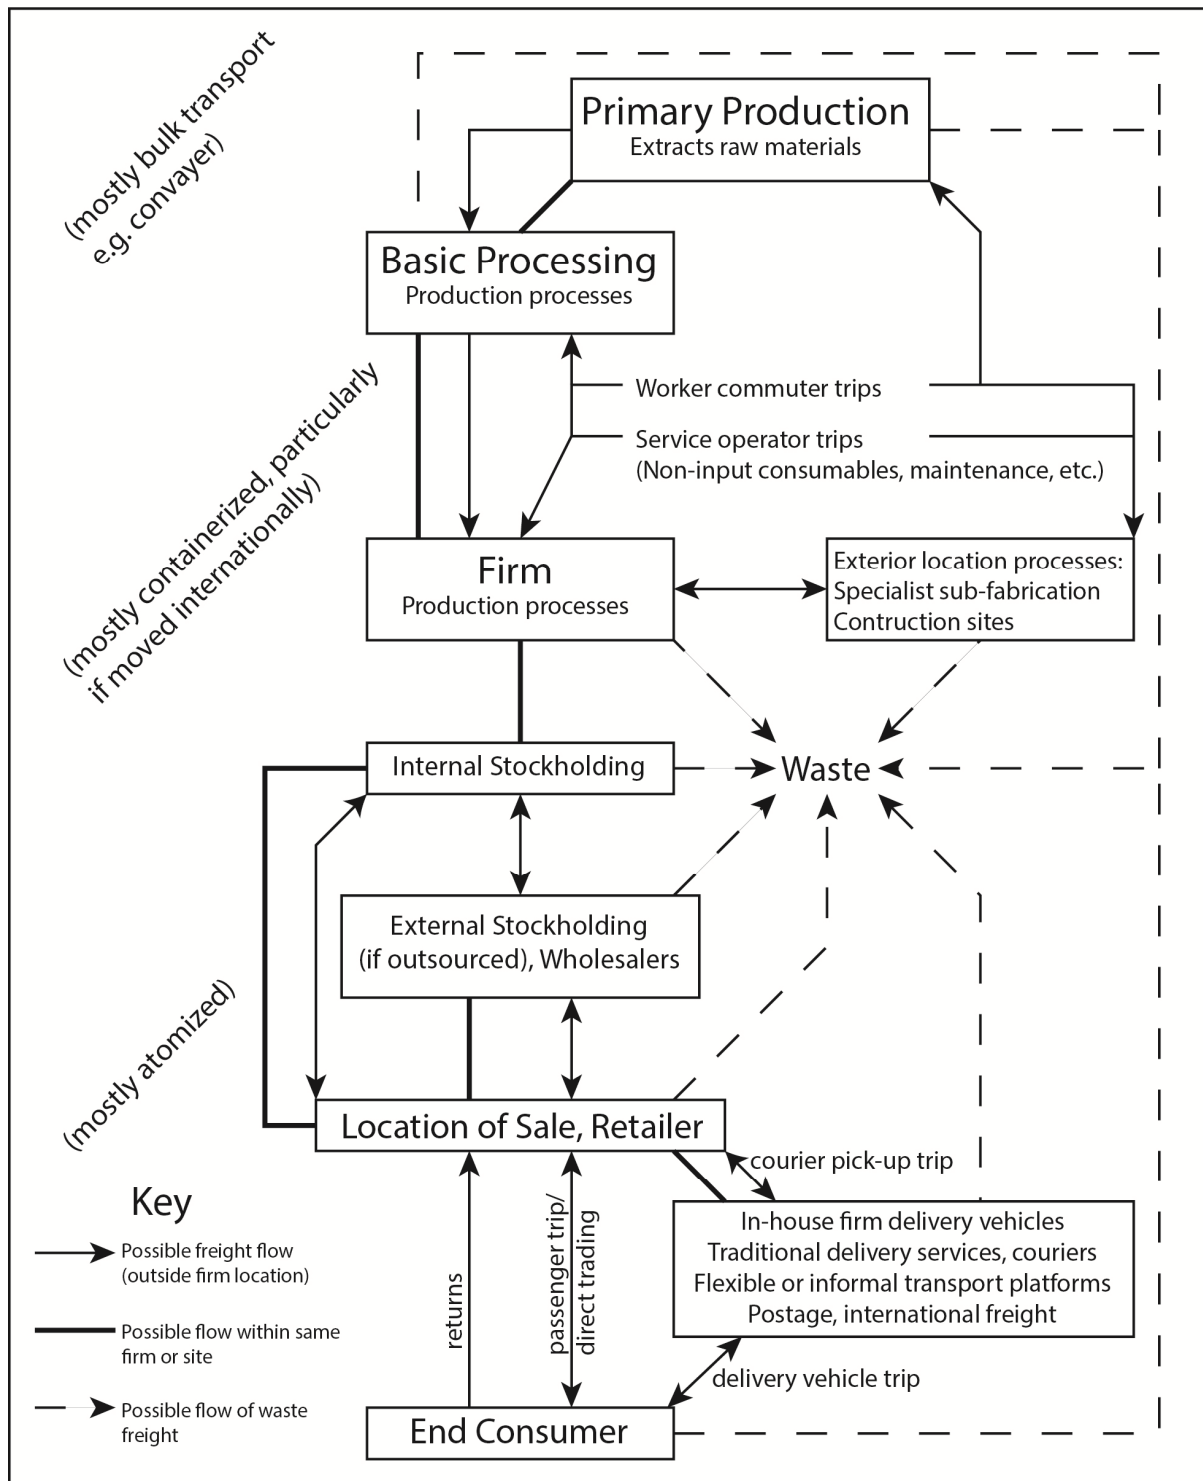 (mostly bulk transport
e.g. convayer)
Primary Production
Extracts raw materials
Basic Processing
Production processes
Worker commuter trips
Service operator trips
(Non-input consumables, maintenance, etc.)
(mostly containerized, particularly
if moved internationally)
Firm
Production processes
Exterior location processes:
Specialist sub-fabrication
Contruction sites
Internal Stockholding
Waste
External Stockholding
(if outsourced), Wholesalers
(mostly atomized)
Location of Sale, Retailer
courier pick-up trip
In-house firm delivery vehicles
Traditional delivery services, couriers
Flexible or informal transport platforms
Postage, international freight
returns
passenger trip/
direct trading
delivery vehicle trip
End Consumer
Key
Possible freight flow
(outside firm location)
Possible flow within same
firm or site
Possible flow of waste
freight